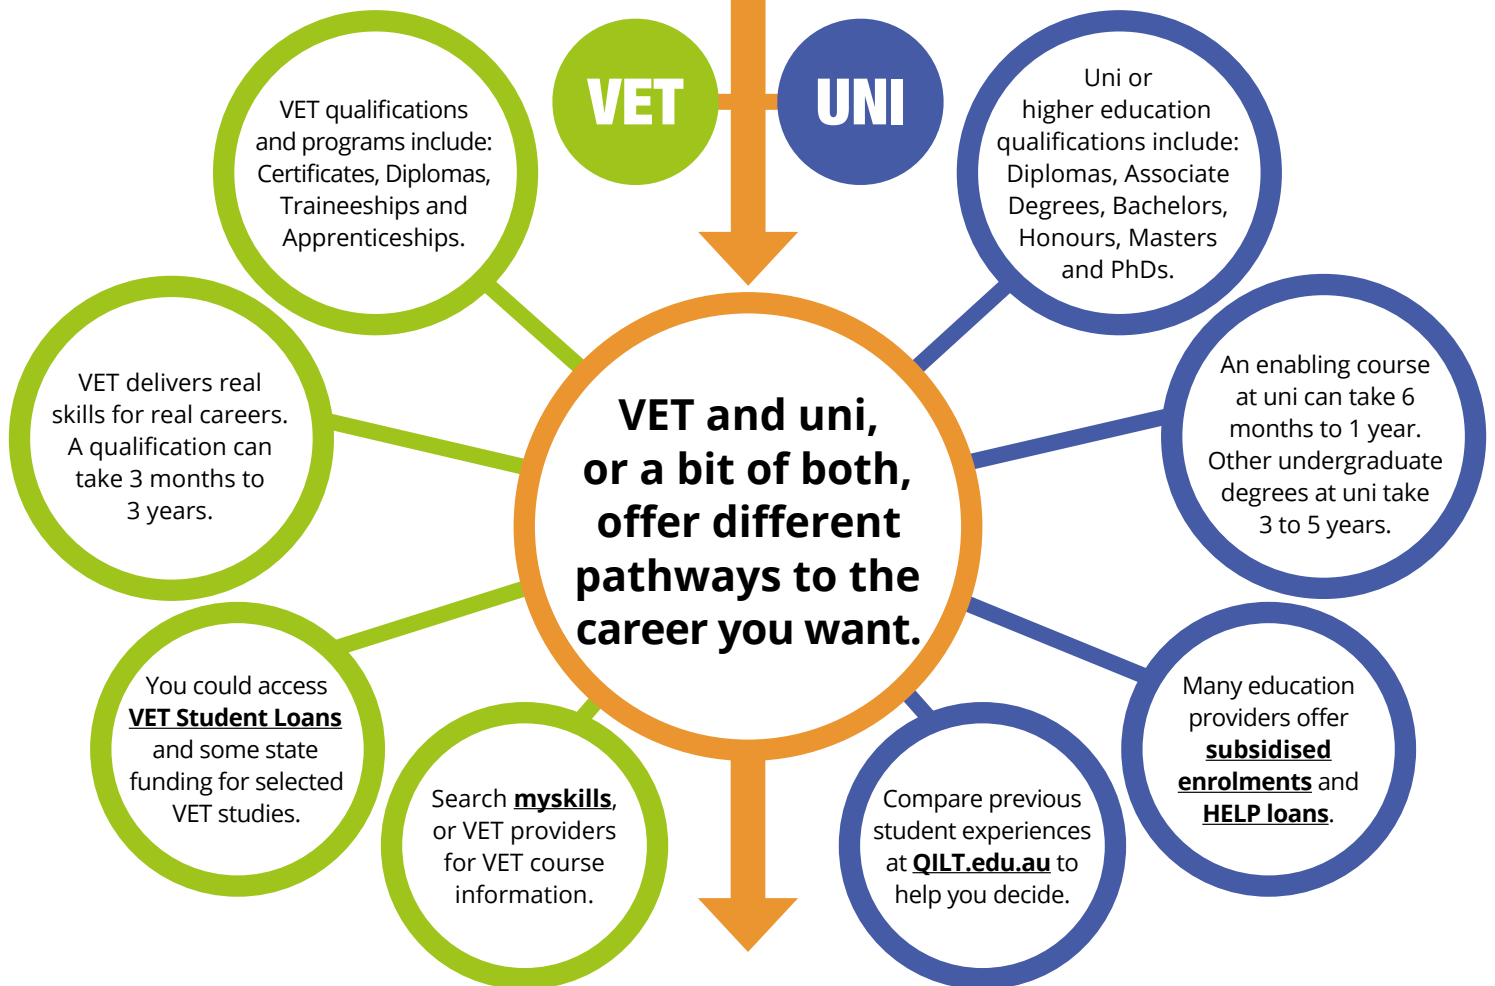 VET
UNI
VET qualifications
and programs include:
Certificates, Diplomas,
Traineeships and
Apprenticeships.
Uni or
higher education
qualifications include:
Diplomas, Associate
Degrees, Bachelors,
Honours, Masters
and PhDs.
VET delivers real
skills for real careers.
A qualification can
take 3 months to
3 years.
An enabling course
at uni can take 6
months to 1 year.
Other undergraduate
degrees at uni take
3 to 5 years.
VET and uni,
or a bit of both,
offer different
pathways to the
career you want.
You could access
VET Student Loans
and some state
funding for selected
VET studies.
Many education
providers offer
subsidised
enrolments and
HELP loans.
Search myskills,
or VET providers
for VET course
information.
Compare previous
student experiences
at QILT.edu.au to
help you decide.